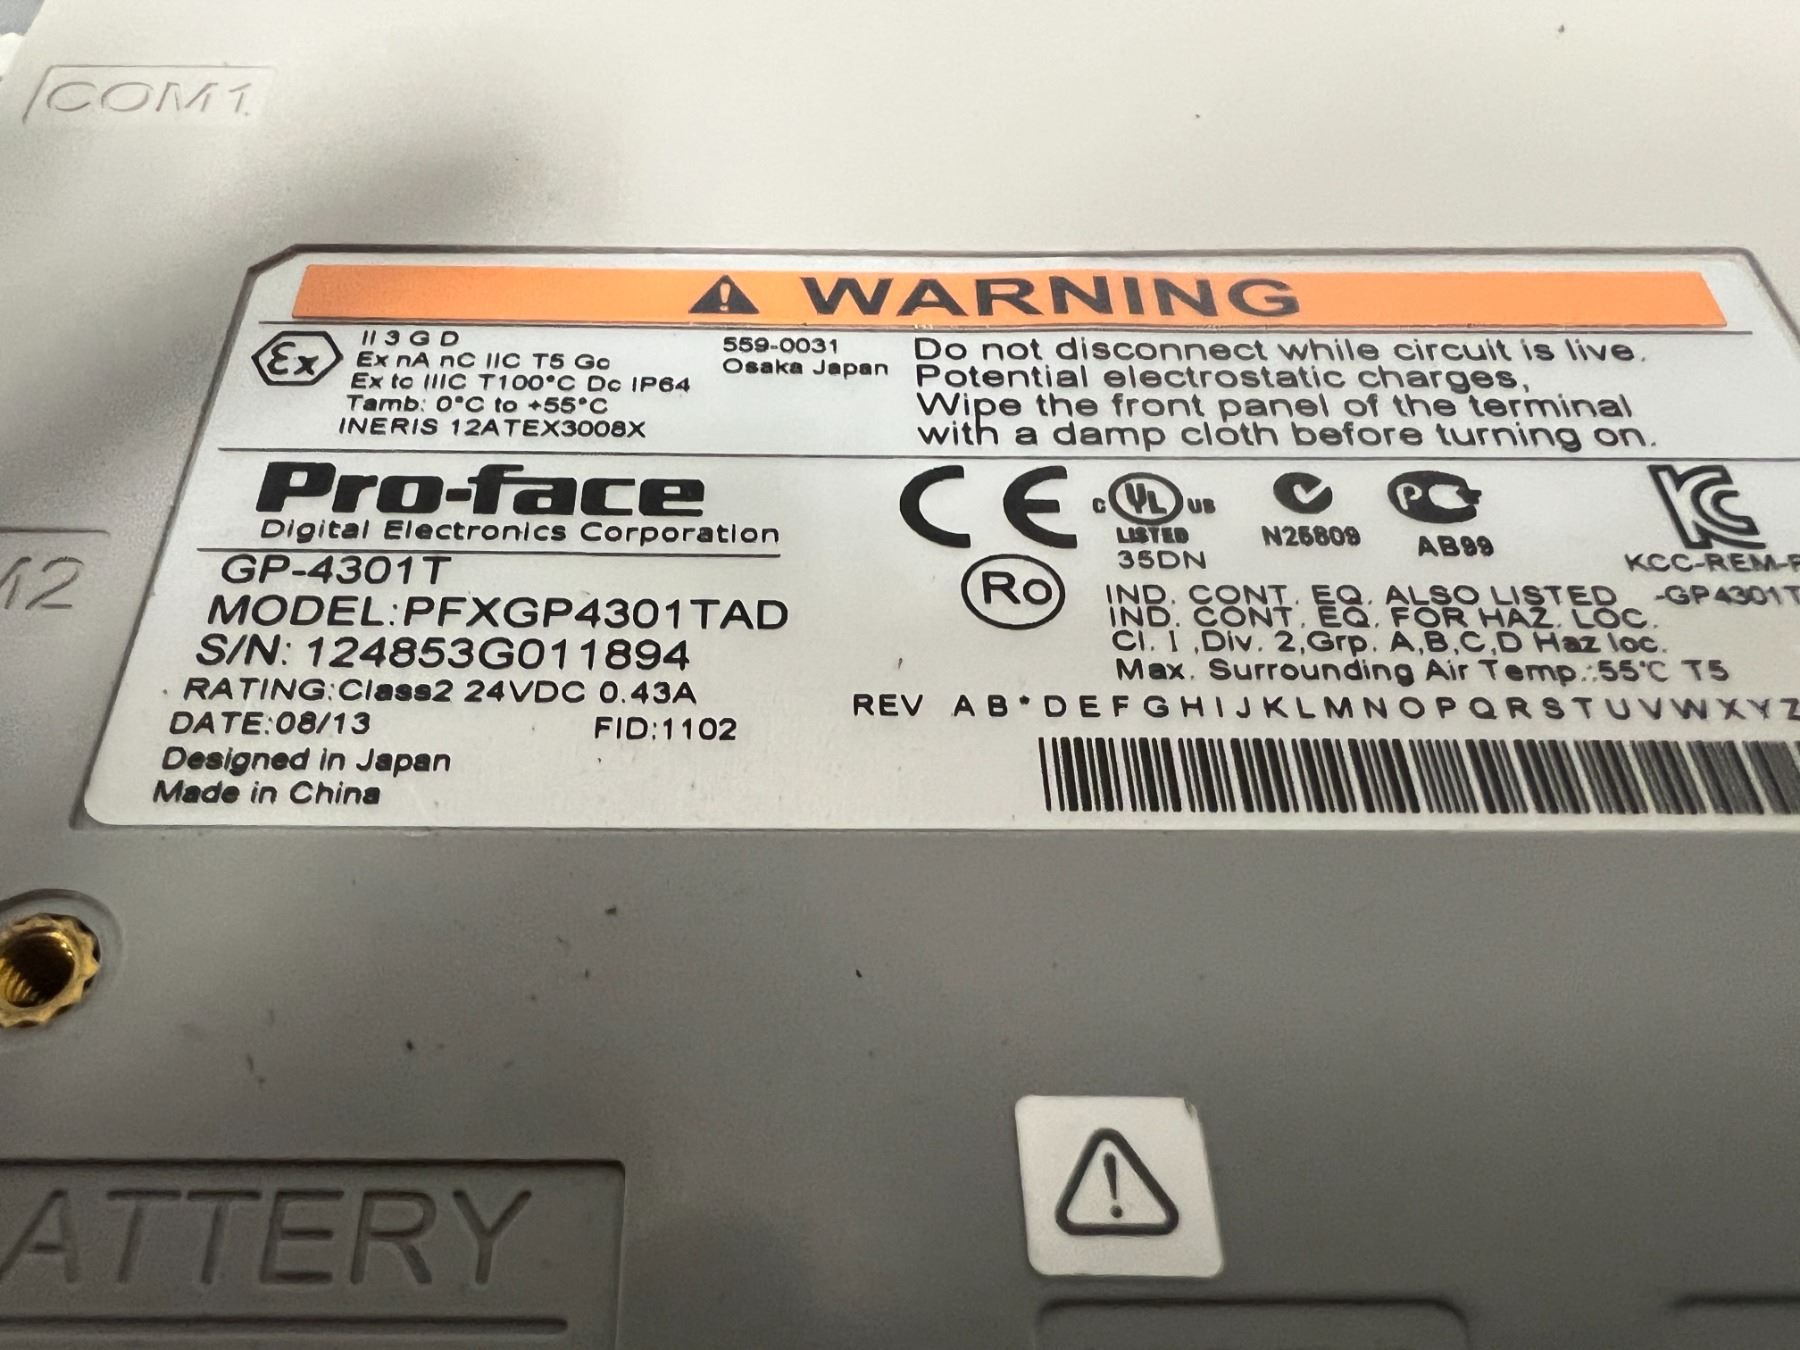 COM1
WARNING
Ex
II 3 G D
Ex nA nC IIC T5 Gc
Ex tc IIIC T100°C Dc IP64
Tamb: 0°C to +55°C
INERIS 12ATEX3008X
559-0031
Osaka Japan
Do not disconnect while circuit is live.
Potential electrostatic charges,
Wipe the front panel of the terminal
with a damp cloth before turning on.
Pro-face
Digital Electronics Corporation
GP-4301T
MODEL:PFXGP4301TAD
S/N: 124853G011894
RATING:Class2 24VDC 0.43A
DATE:08/13
FID:1102
Designed in Japan
Made in China
CE
C UL US
LISTED
35DN
N25809
AB99
KCC-REM-P
Ro
IND. CONT. EQ. ALSO LISTED -GP4301T
IND. CONT. EQ. FOR HAZ. LOC.
Cl. I ,Div. 2,Grp. A,B,C,D Haz loc.
Max. Surrounding Air Temp.:55°C T5
REV A B * D E F G H I J K L M N O P Q R S T U V W X Y Z
M2
ATTERY